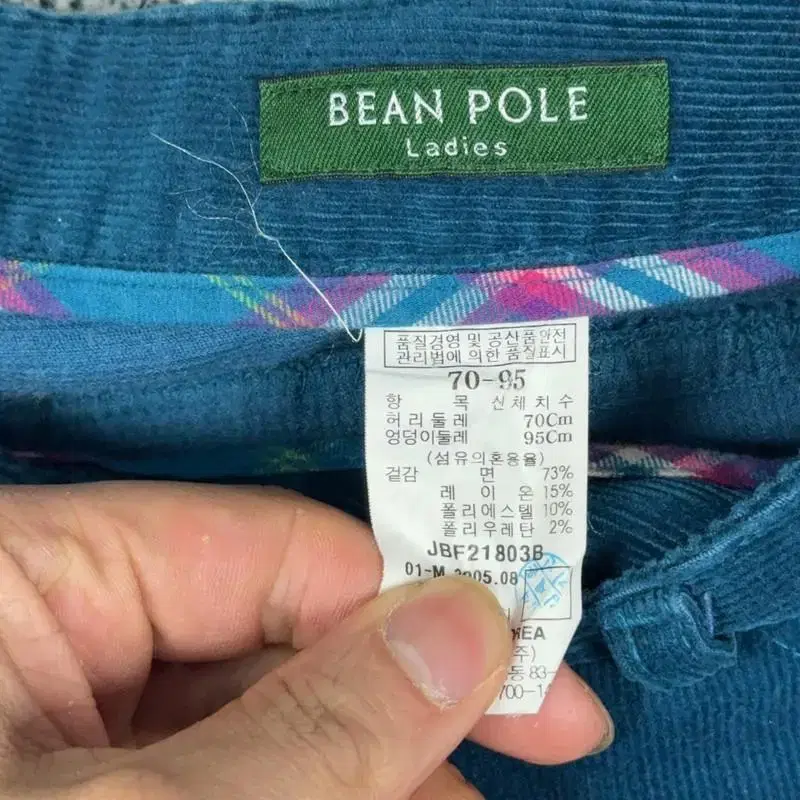 BEAN POLE
Ladies
품질경영 및 공산품안전
관리법에 의한 품질표시
70-95
항 목 신체치수
허리둘레 70Cm
엉덩이둘레 95Cm
(섬유의혼용율)
겉감 면 73%
레이온 15%
폴리에스텔 10%
폴리우레탄 2%
JBF21803B
01-M 2005.08